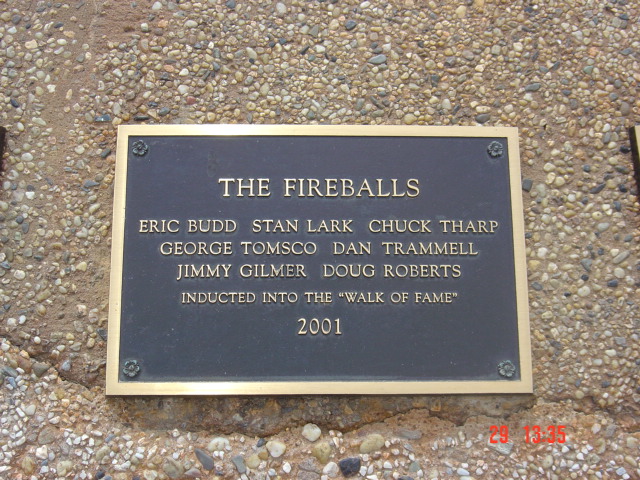 THE FIREBALLS
ERIC BUDD STAN LARK CHUCK THARP
GEORGE TOMSCO DAN TRAMMELL
JIMMY GILMER DOUG ROBERTS
INDUCTED INTO THE "WALK OF FAME"
2001
29 13:35